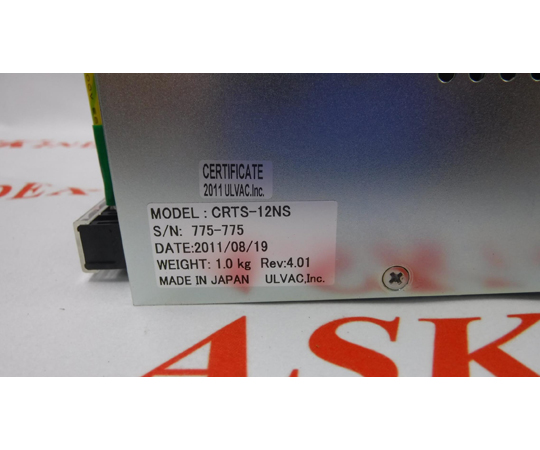 CERTIFICATE
2011 ULVAC.Inc.
MODEL : CRTS-12NS
S/N: 775-775
DATE:2011/08/19
WEIGHT: 1.0 kg Rev:4.01
MADE IN JAPAN ULVAC,Inc.
ASK